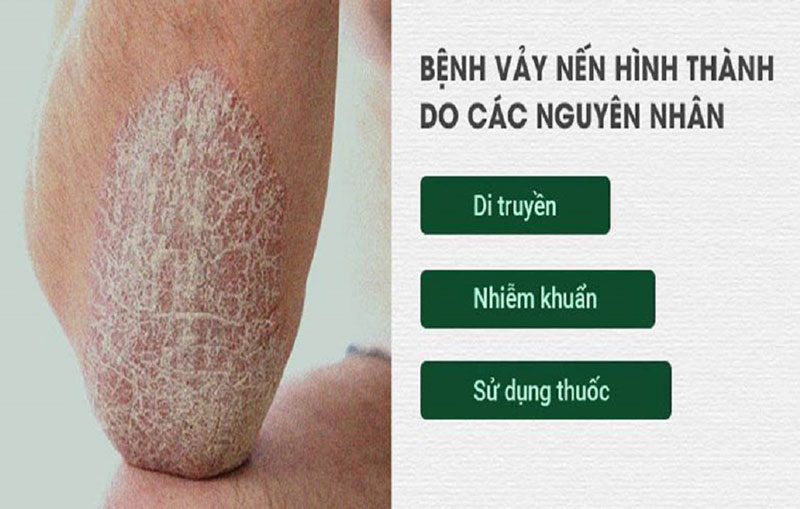 BỆNH VẢY NẾN HÌNH THÀNH
DO CÁC NGUYÊN NHÂN
Di truyền
Nhiễm khuẩn
Sử dụng thuốc